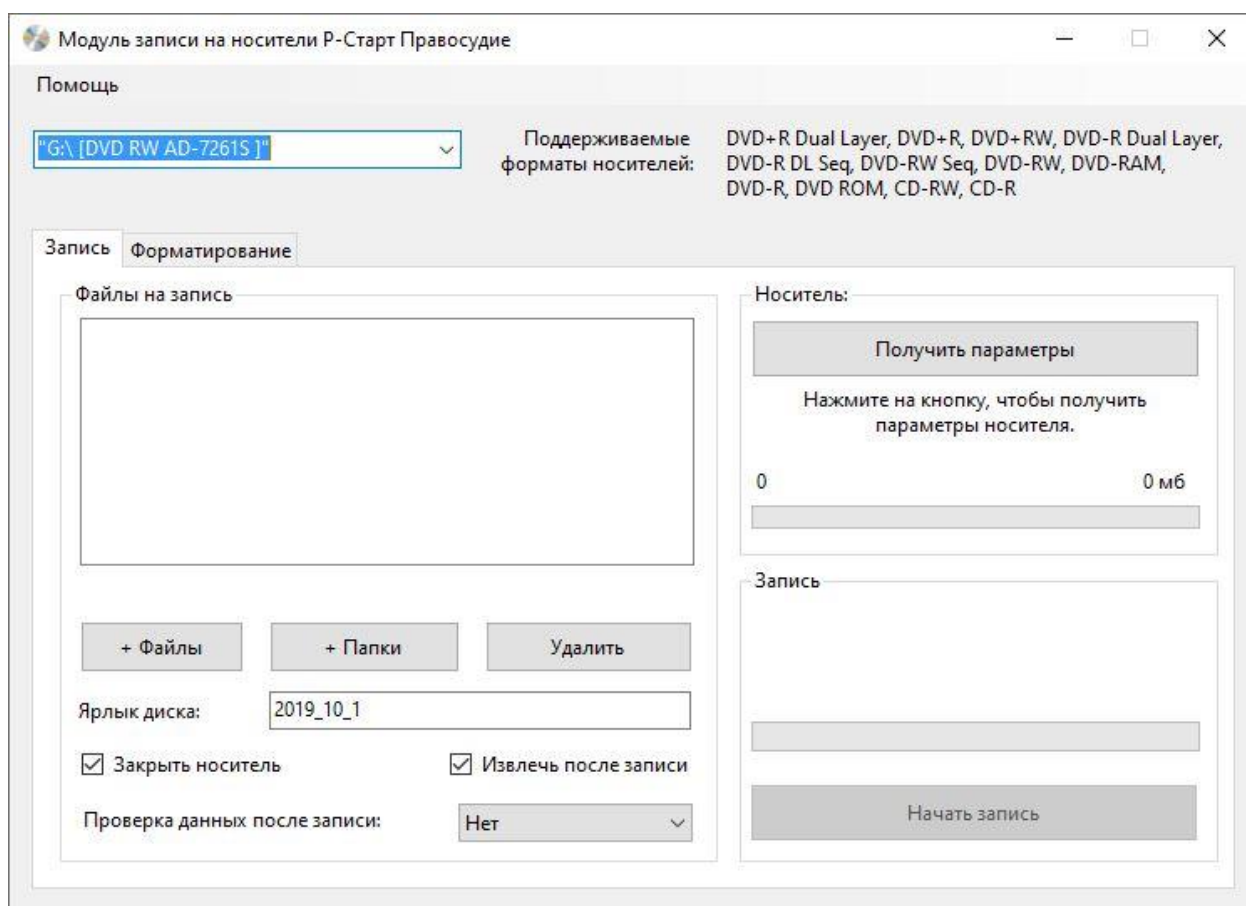 Модуль записи на носители Р-Старт Правосудие
Помощь
"G:\ [DVD RW AD-7261S ]"
Поддерживаемые
форматы носителей:
DVD+R Dual Layer, DVD+R, DVD+RW, DVD-R Dual Layer,
DVD-R DL Seq, DVD-RW Seq, DVD-RW, DVD-RAM,
DVD-R, DVD ROM, CD-RW, CD-R
Запись
Форматирование
Файлы на запись
+ Файлы
+ Папки
Удалить
Ярлык диска:
2019_10_1
Закрыть носитель
Извлечь после записи
Проверка данных после записи:
Нет
Носитель:
Получить параметры
Нажмите на кнопку, чтобы получить
параметры носителя.
0
0 мб
Запись
Начать запись